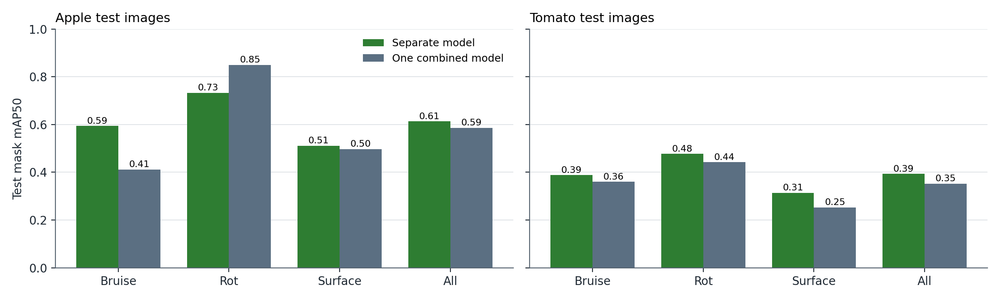 Apple test images
Tomato test images
Test mask mAP50
1.0
0.8
0.6
0.4
0.2
0.0
Separate model
One combined model
0.59
0.41
0.73
0.85
0.51
0.50
0.61
0.59
Bruise
Rot
Surface
All
0.39
0.36
0.48
0.44
0.31
0.25
0.39
0.35
Bruise
Rot
Surface
All